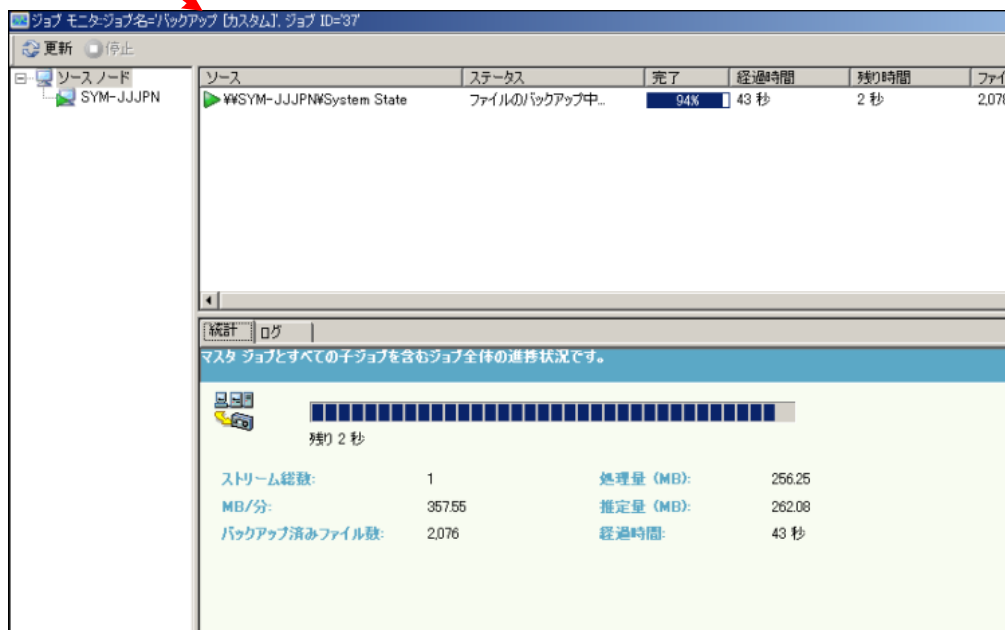 ジョブ モニタ:ジョブ名='バックアップ [カスタム]', ジョブ ID='37'
更新 停止
ソース ノード
SYM-JJJPN
ソース ステータス 完了 経過時間 残り時間 ファイ
¥¥SYM-JJJPN¥System State ファイルのバックアップ中... 94% 43 秒 2 秒 2,076
統計 ログ
マスタ ジョブとすべての子ジョブを含むジョブ全体の進捗状況です。
残り 2 秒
ストリーム総数: 1 処理量 (MB): 256.25
MB/分: 357.55 推定量 (MB): 262.08
バックアップ済みファイル数: 2,076 経過時間: 43 秒